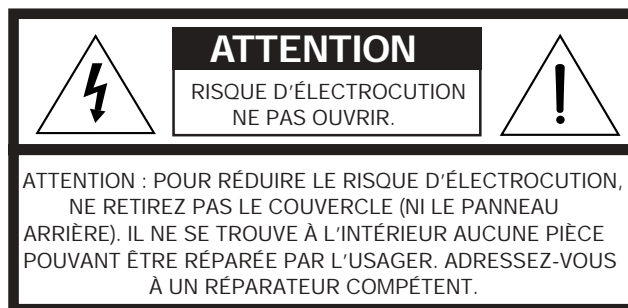 ATTENTION
RISQUE D'ÉLECTROCUTION
NE PAS OUVRIR.
ATTENTION : POUR RÉDUIRE LE RISQUE D'ÉLECTROCUTION,
NE RETIREZ PAS LE COUVERCLE (NI LE PANNEAU
ARRIÈRE). IL NE SE TROUVE À L'INTÉRIEUR AUCUNE PIÈCE
POUVANT ÊTRE RÉPARÉE PAR L'USAGER. ADRESSEZ-VOUS
À UN RÉPARATEUR COMPÉTENT.